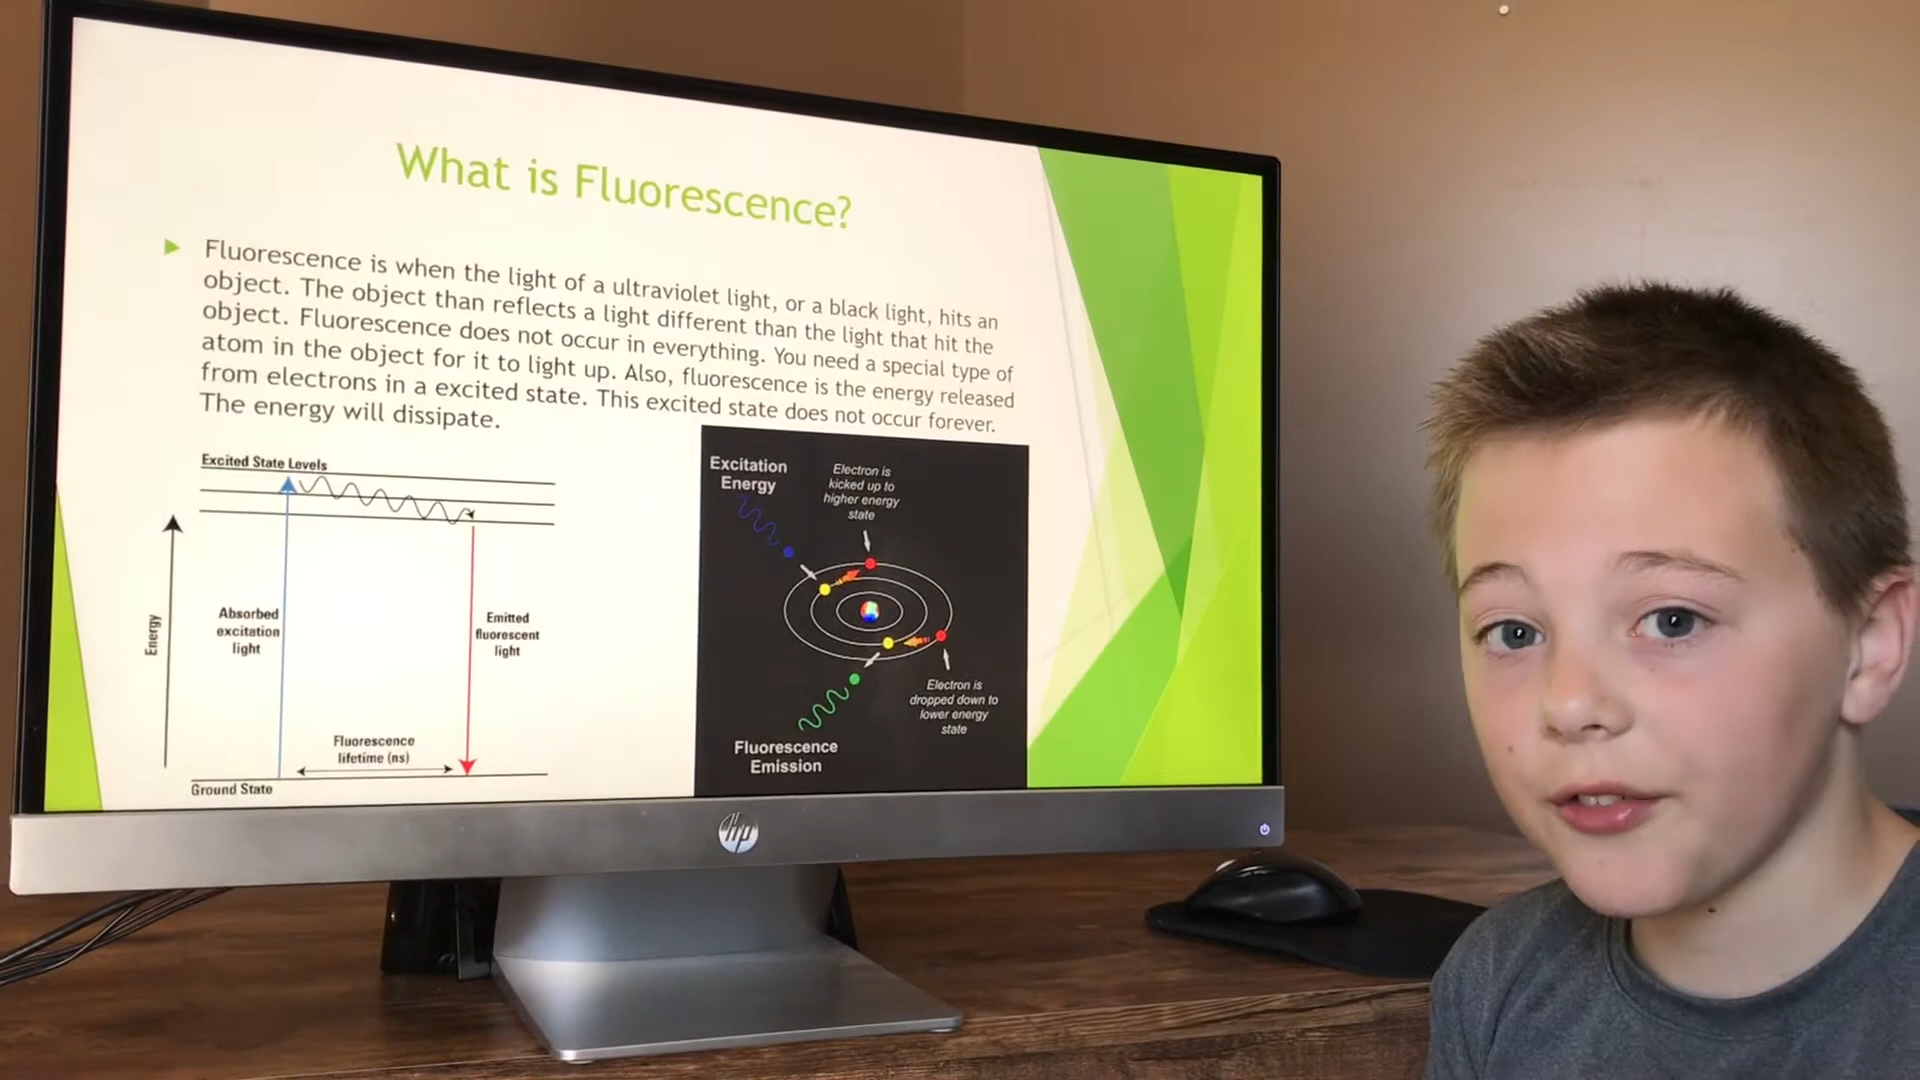 What is Fluorescence?
Fluorescence is when the light of a ultraviolet light, or a black light, hits an
object. The object than reflects a light different than the light that hit the
object. Fluorescence does not occur in everything. You need a special type of
atom in the object for it to light up. Also, fluorescence is the energy released
from electrons in a excited state. This excited state does not occur forever.
The energy will dissipate.
Excited State Levels
Energy
Absorbed
excitation
light
Emitted
fluorescent
light
Fluorescence
lifetime (ns)
Ground State
Excitation
Energy
Electron is
kicked up to
higher energy
state
Electron is
dropped down to
lower energy
state
Fluorescence
Emission
hp